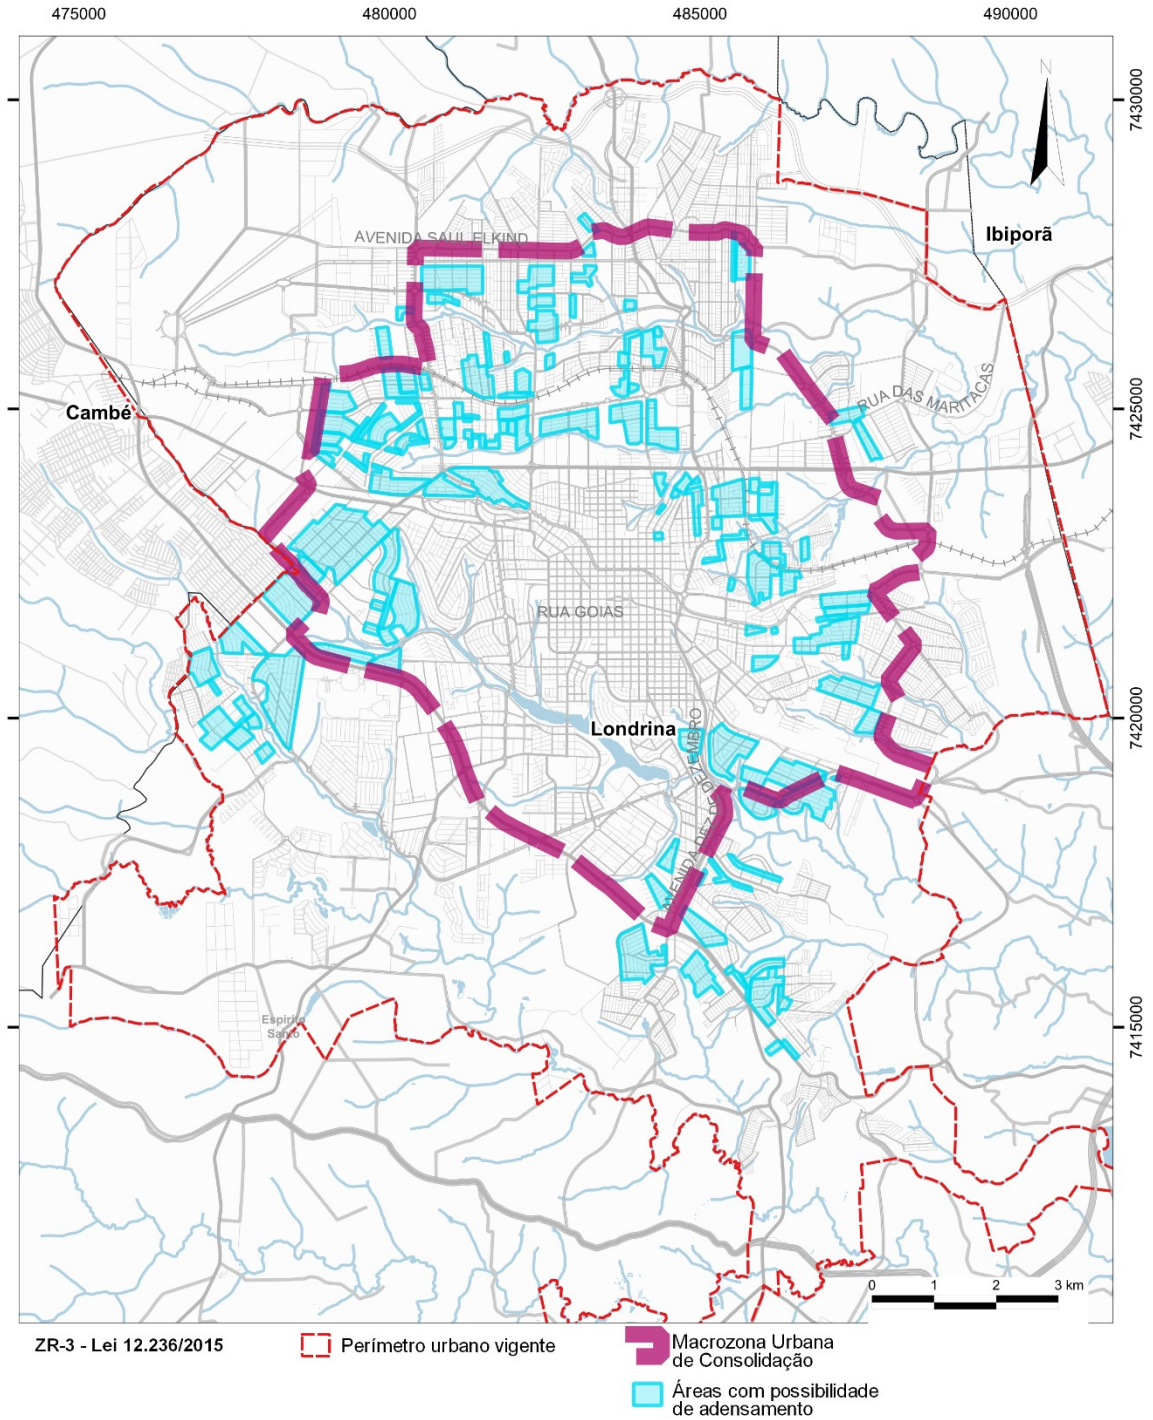 475000
480000
485000
490000
7430000
N
Ibiporã
AVENIDA SAUL ELKIND
RUA DAS MARITACAS
Cambé
7425000
RUA GOIAS
Londrina
7420000
AVENIDA DEZ DE DEZEMBRO
Espírito
Santo
7415000
0 1 2 3 km
ZR-3 - Lei 12.236/2015
Perímetro urbano vigente
Macrozona Urbana
de Consolidação
Áreas com possibilidade
de adensamento